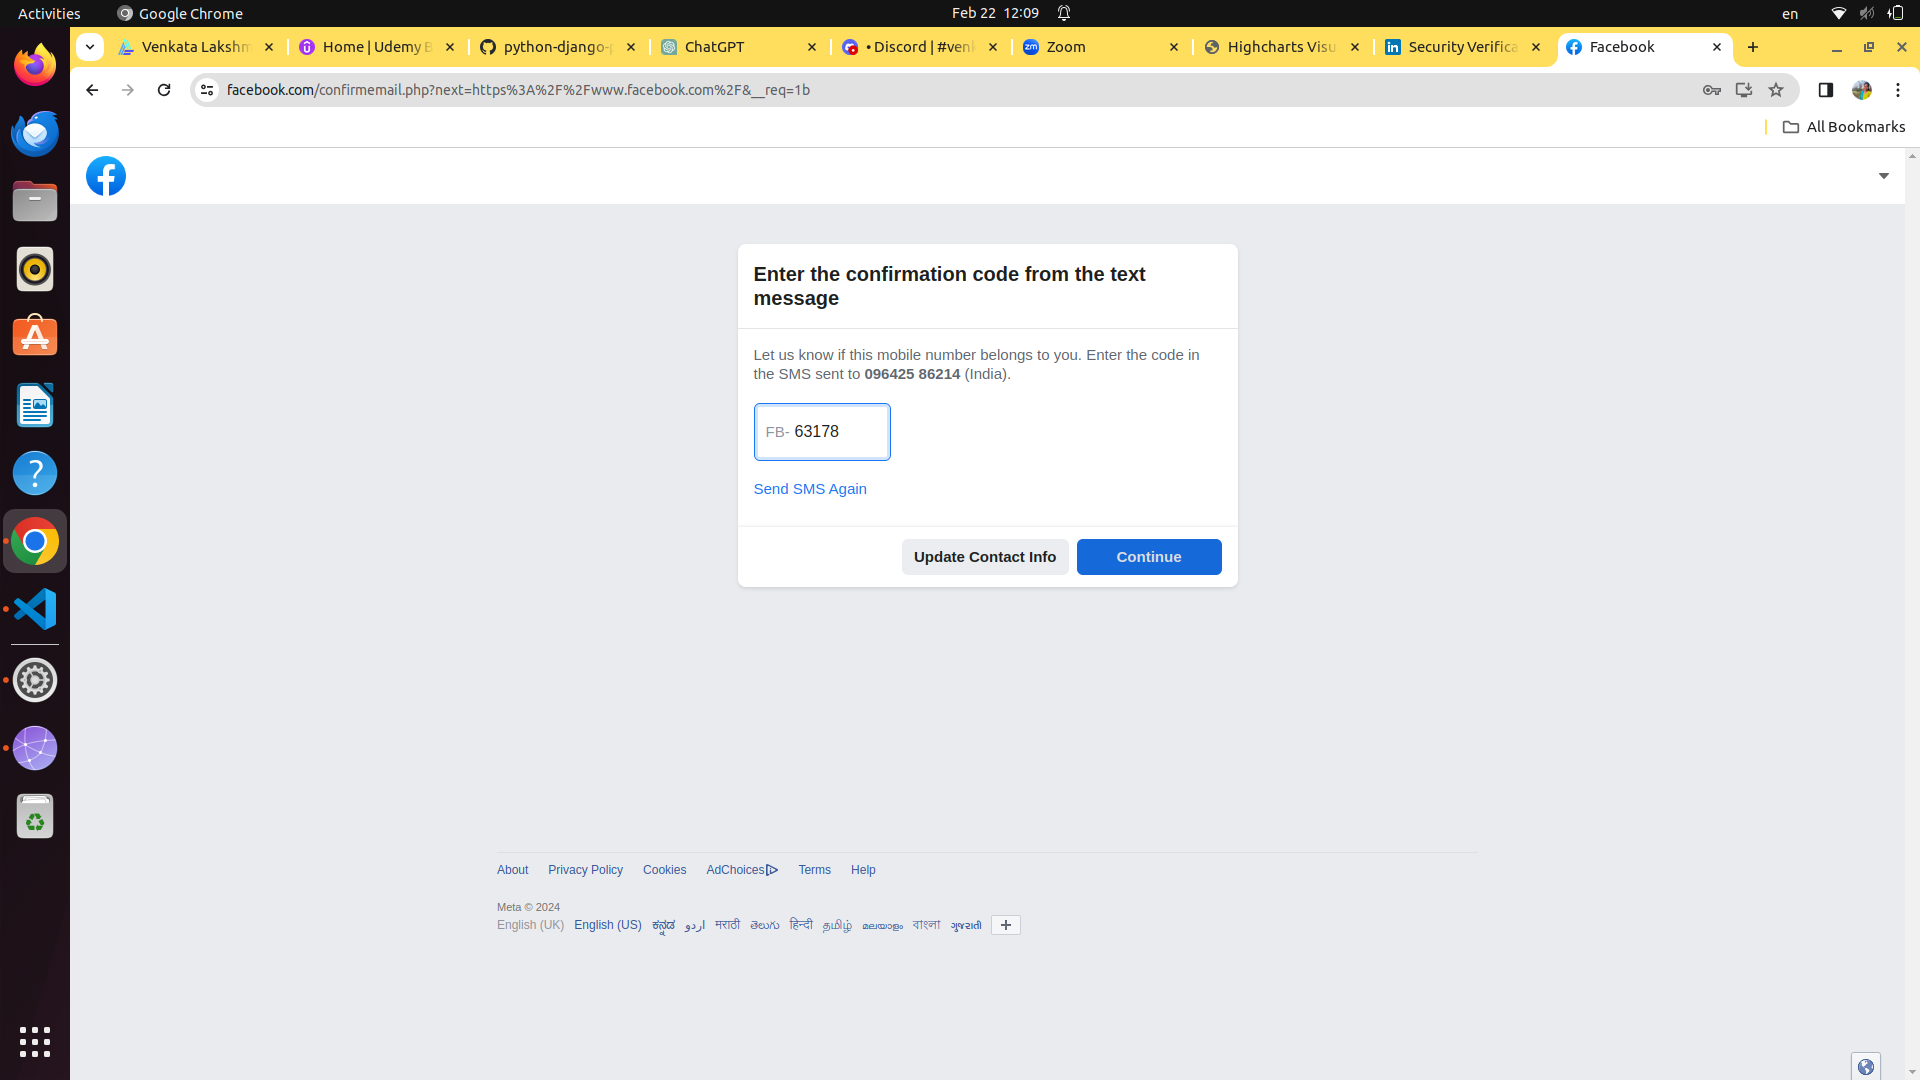 Activities Google Chrome Feb 22 12:09 en
Venkata Lakshm Home | Udemy B python-django-p ChatGPT • Discord | #venk Zoom Highcharts Visu Security Verifica Facebook
facebook.com/confirmemail.php?next=https%3A%2F%2Fwww.facebook.com%2F&__req=1b
All Bookmarks
Enter the confirmation code from the text
message
Let us know if this mobile number belongs to you. Enter the code in
the SMS sent to 096425 86214 (India).
FB- 63178
Send SMS Again
Update Contact Info Continue
About Privacy Policy Cookies AdChoices Terms Help
Meta © 2024
English (UK) English (US) ಕನ್ನಡ اردو मराठी తెలుగు हिन्दी தமிழ் മലയാളം বাংলা ગુજરાતી